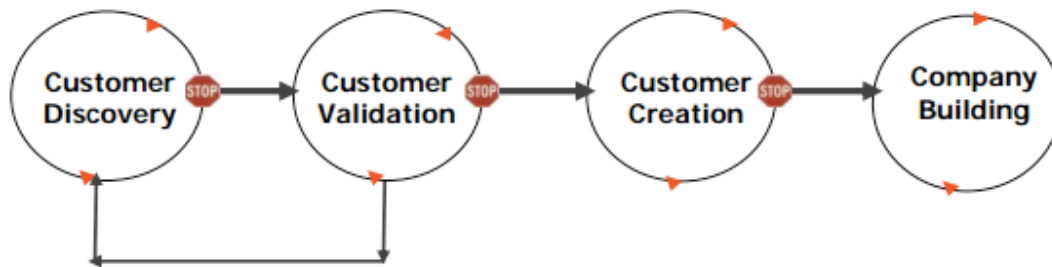 Customer
Discovery
STOP
Customer
Validation
STOP
Customer
Creation
STOP
Company
Building